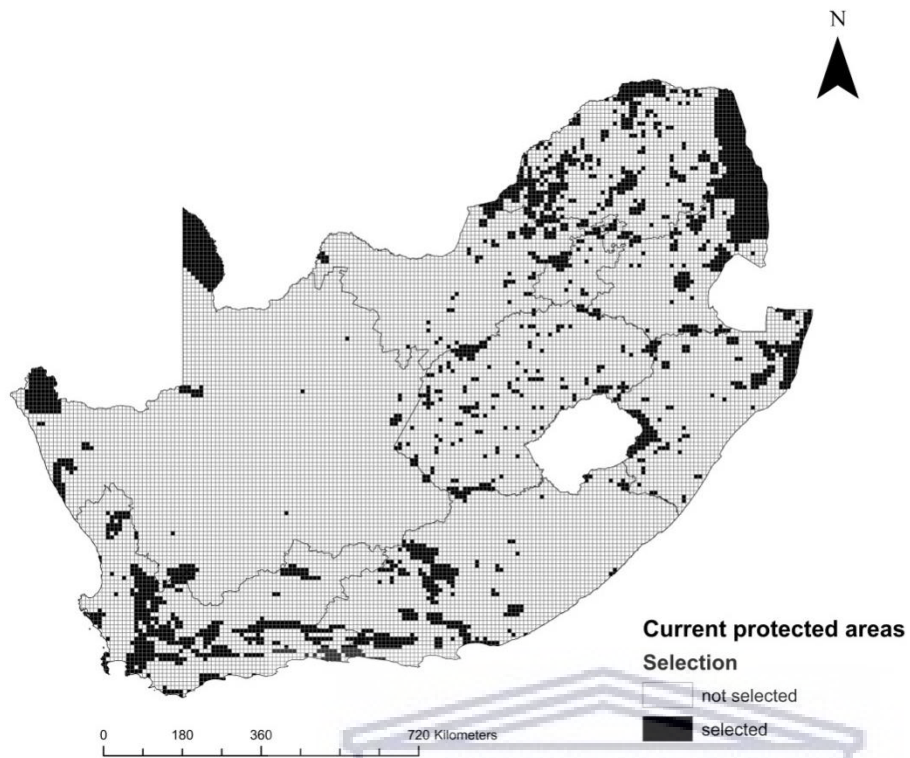 N
Current protected areas
Selection
not selected
selected
0 180 360 720 Kilometers